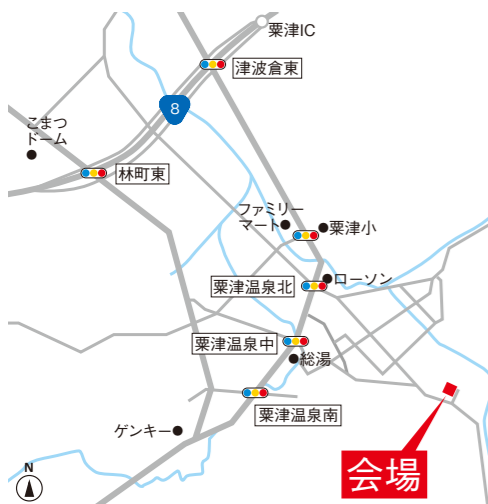 粟津IC
津波倉東
8
こまつ
ドーム
林町東
ファミリー
マート
粟津小
ローソン
粟津温泉北
粟津温泉中
総湯
粟津温泉南
ゲンキー
会場
N